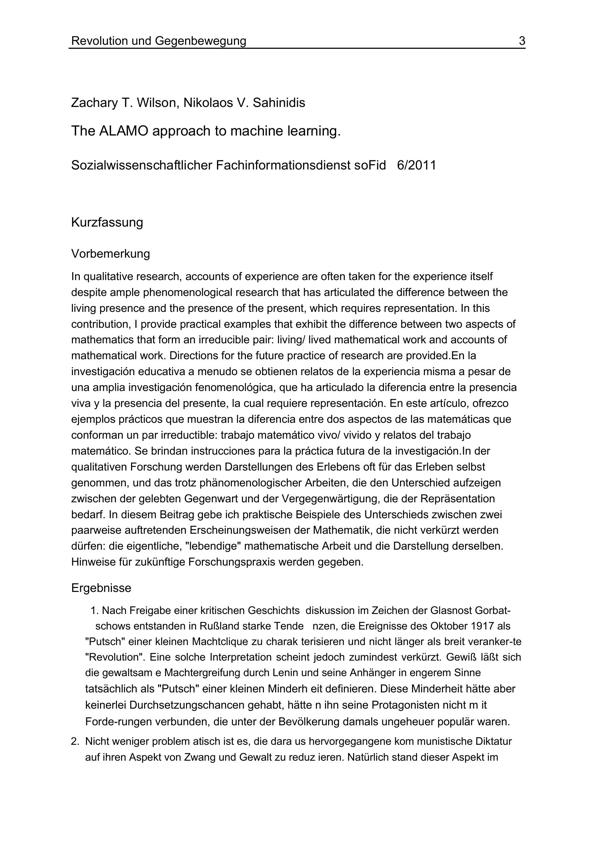 Revolution und Gegenbewegung 3
Zachary T. Wilson, Nikolaos V. Sahinidis
The ALAMO approach to machine learning.
Sozialwissenschaftlicher Fachinformationsdienst soFid 6/2011
Kurzfassung
Vorbemerkung
In qualitative research, accounts of experience are often taken for the experience itself
despite ample phenomenological research that has articulated the difference between the
living presence and the presence of the present, which requires representation. In this
contribution, I provide practical examples that exhibit the difference between two aspects of
mathematics that form an irreducible pair: living/ lived mathematical work and accounts of
mathematical work. Directions for the future practice of research are provided.En la
investigación educativa a menudo se obtienen relatos de la experiencia misma a pesar de
una amplia investigación fenomenológica, que ha articulado la diferencia entre la presencia
viva y la presencia del presente, la cual requiere representación. En este artículo, ofrezco
ejemplos prácticos que muestran la diferencia entre dos aspectos de las matemáticas que
conforman un par irreductible: trabajo matemático vivo/ vivido y relatos del trabajo
matemático. Se brindan instrucciones para la práctica futura de la investigación.In der
qualitativen Forschung werden Darstellungen des Erlebens oft für das Erleben selbst
genommen, und das trotz phänomenologischer Arbeiten, die den Unterschied aufzeigen
zwischen der gelebten Gegenwart und der Vergegenwärtigung, die der Repräsentation
bedarf. In diesem Beitrag gebe ich praktische Beispiele des Unterschieds zwischen zwei
paarweise auftretenden Erscheinungsweisen der Mathematik, die nicht verkürzt werden
dürfen: die eigentliche, "lebendige" mathematische Arbeit und die Darstellung derselben.
Hinweise für zukünftige Forschungspraxis werden gegeben.
Ergebnisse
1. Nach Freigabe einer kritischen Geschichts diskussion im Zeichen der Glasnost Gorbat-
schows entstanden in Rußland starke Tende nzen, die Ereignisse des Oktober 1917 als
"Putsch" einer kleinen Machtclique zu charak terisieren und nicht länger als breit veranker-te
"Revolution". Eine solche Interpretation scheint jedoch zumindest verkürzt. Gewiß läßt sich
die gewaltsam e Machtergreifung durch Lenin und seine Anhänger in engerem Sinne
tatsächlich als "Putsch" einer kleinen Minderh eit definieren. Diese Minderheit hätte aber
keinerlei Durchsetzungschancen gehabt, hätte n ihn seine Protagonisten nicht m it
Forde-rungen verbunden, die unter der Bevölkerung damals ungeheuer populär waren.
2. Nicht weniger problem atisch ist es, die dara us hervorgegangene kom munistische Diktatur
auf ihren Aspekt von Zwang und Gewalt zu reduz ieren. Natürlich stand dieser Aspekt im